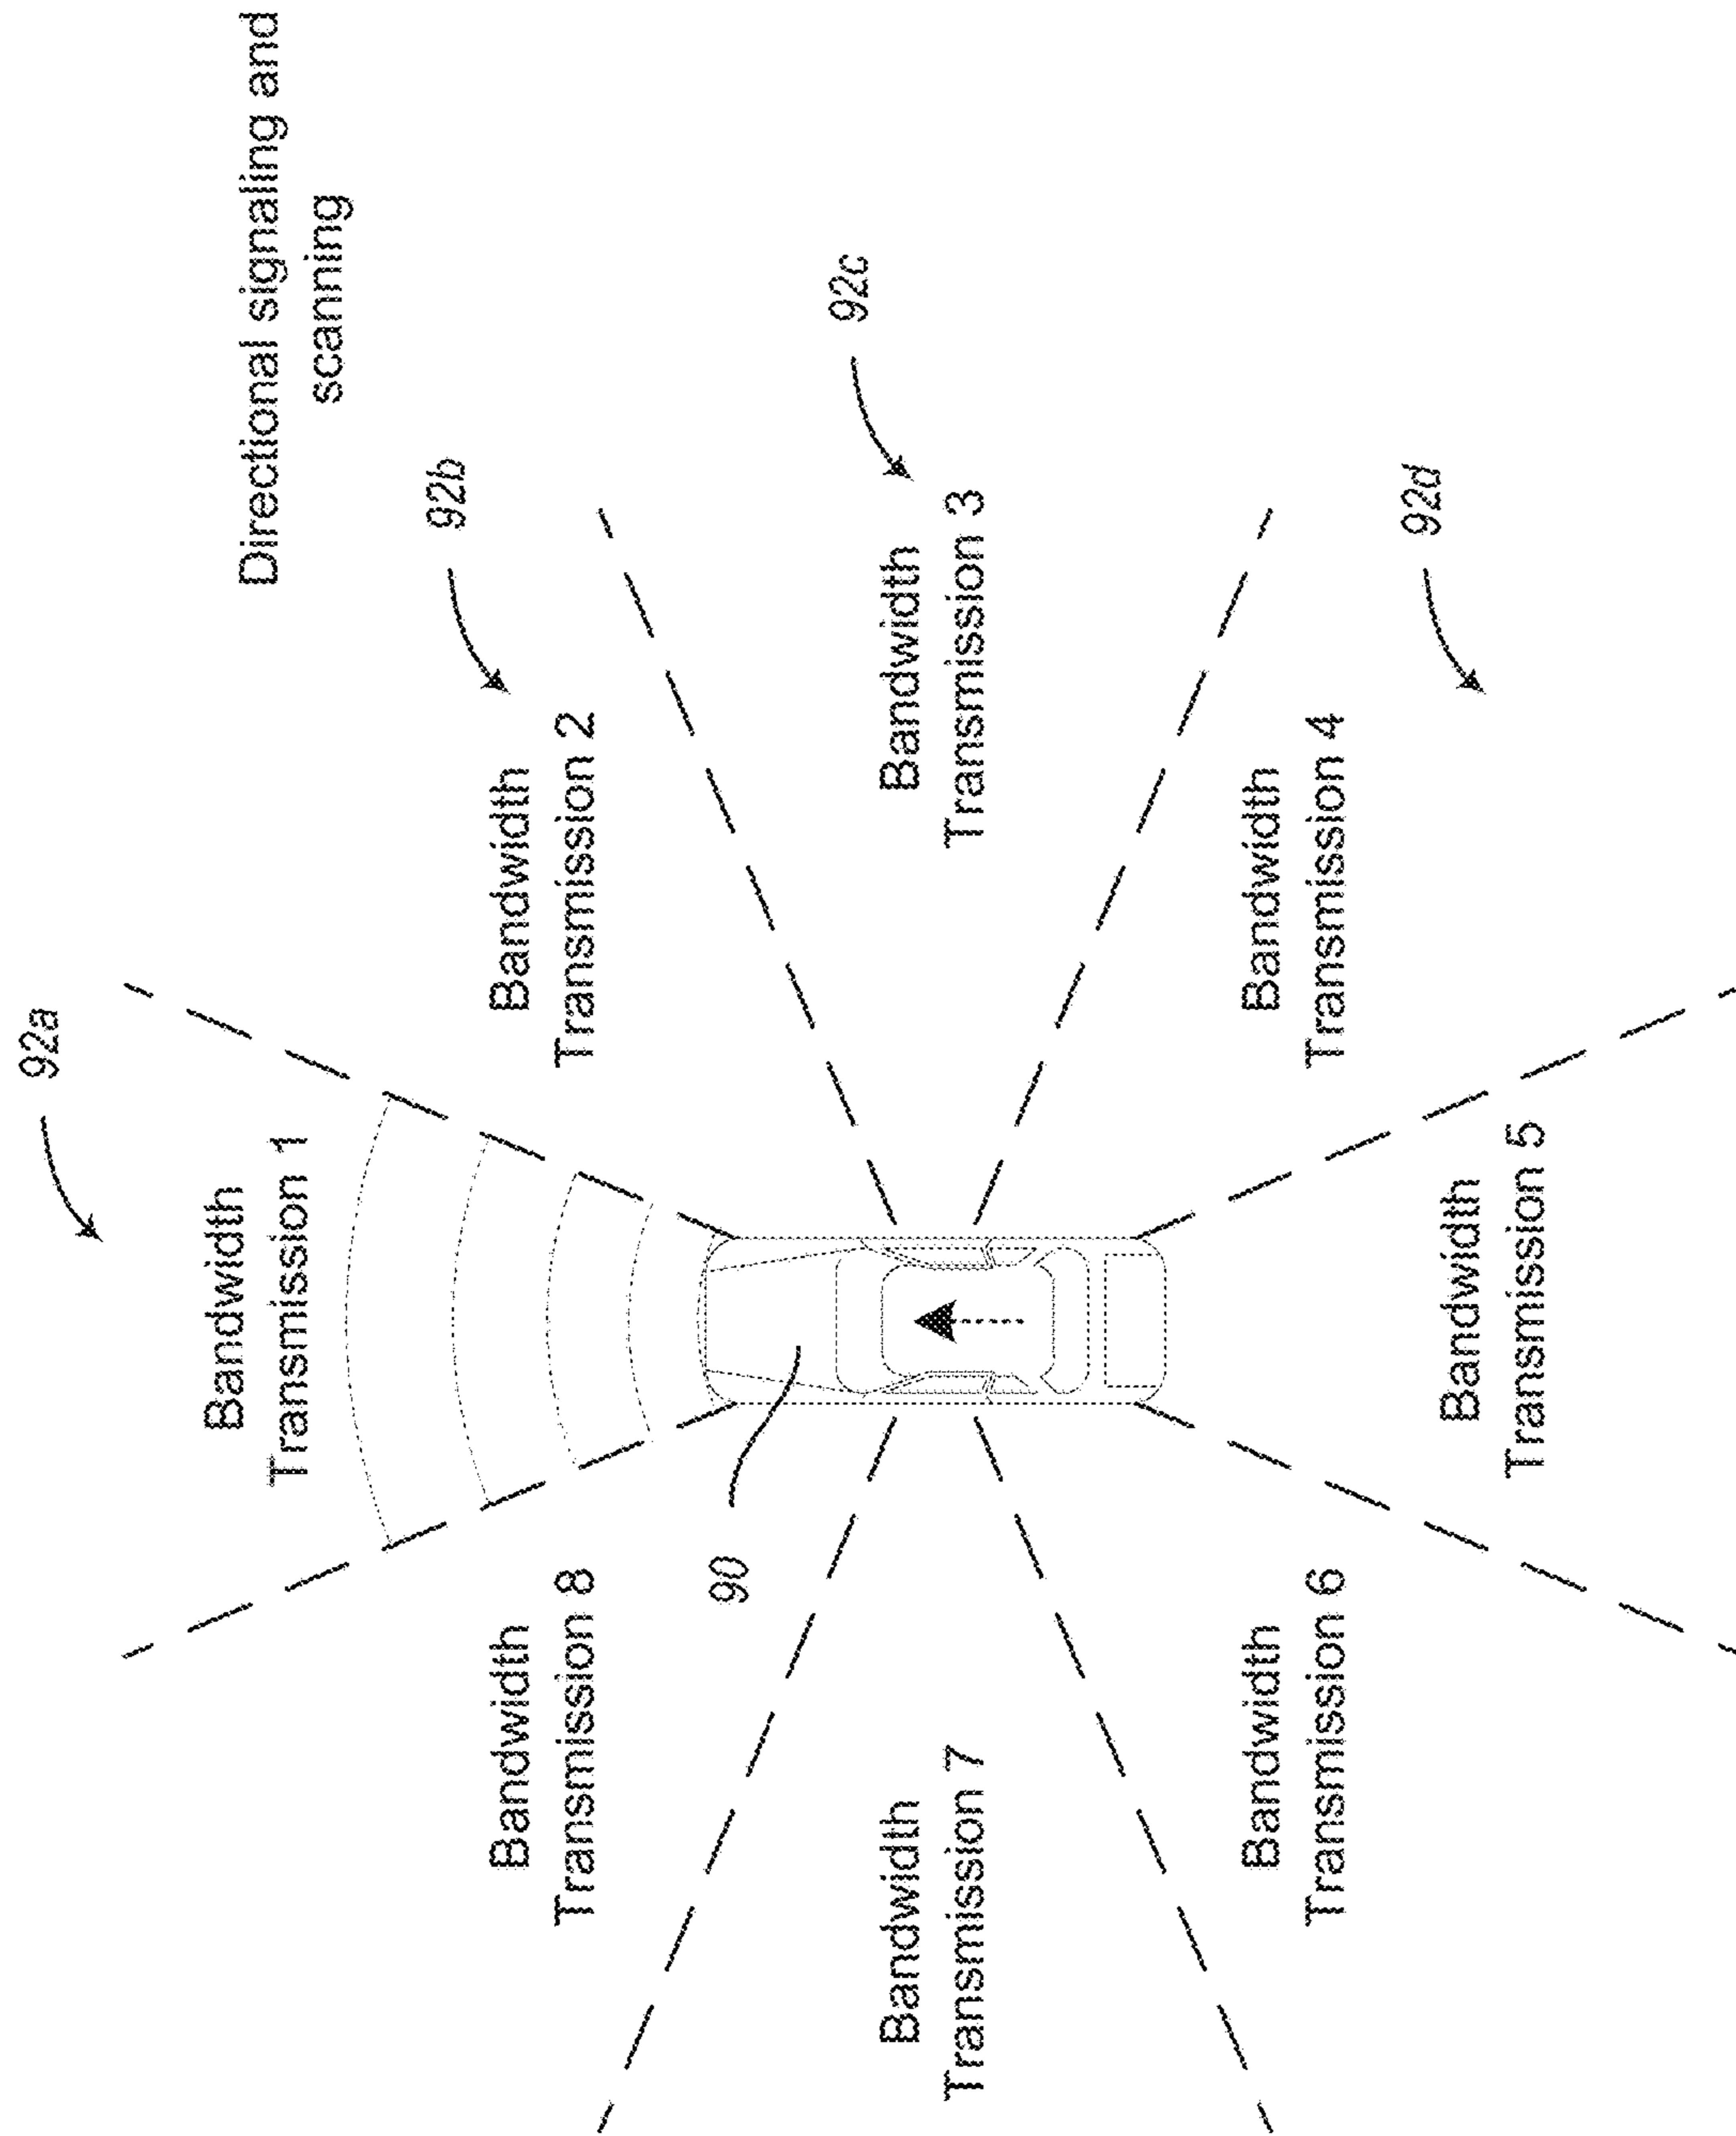 92a
Bandwidth
Transmission 1
Directional signaling and
scanning
92b
Bandwidth
Transmission 8
Bandwidth
Transmission 2
90
92c
Bandwidth
Transmission 7
Bandwidth
Transmission 3
Bandwidth
Transmission 6
Bandwidth
Transmission 4
92d
Bandwidth
Transmission 5